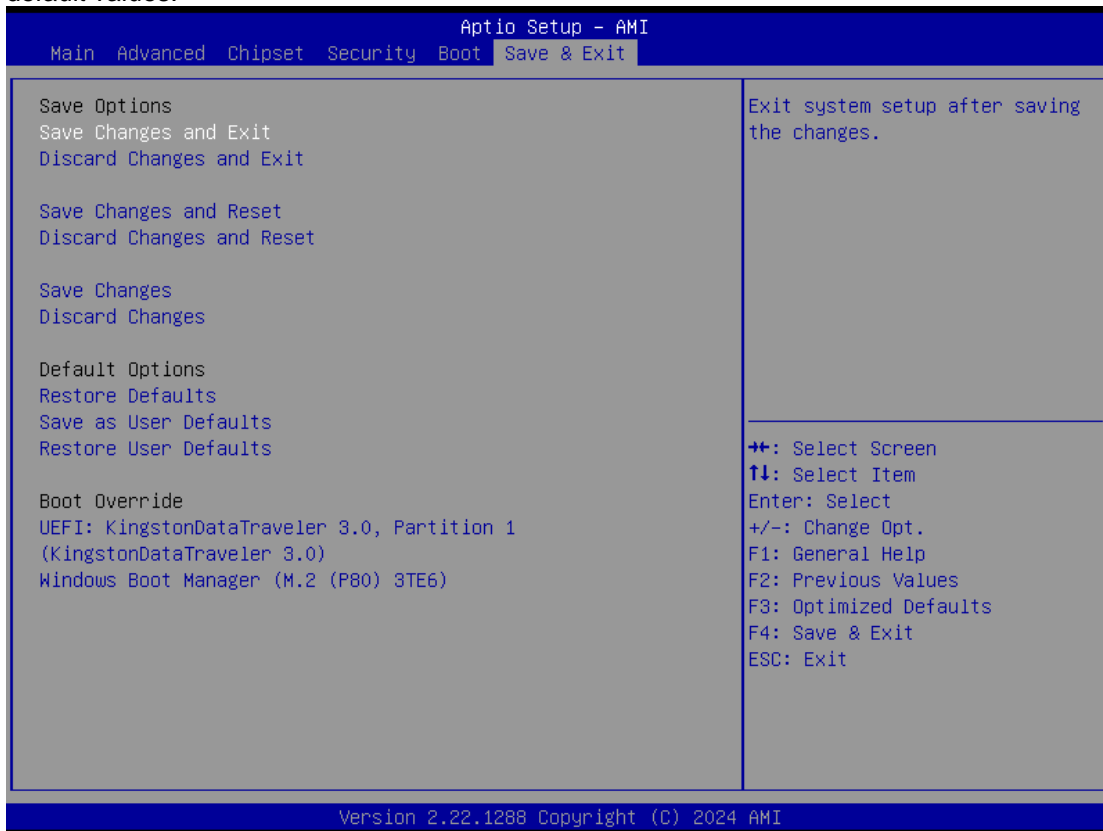 default values.
Aptio Setup – AMI
Main Advanced Chipset Security Boot Save & Exit
Save Options
Save Changes and Exit
Discard Changes and Exit
Save Changes and Reset
Discard Changes and Reset
Save Changes
Discard Changes
Default Options
Restore Defaults
Save as User Defaults
Restore User Defaults
Boot Override
UEFI: KingstonDataTraveler 3.0, Partition 1
(KingstonDataTraveler 3.0)
Windows Boot Manager (M.2 (P80) 3TE6)
Exit system setup after saving
the changes.
→←: Select Screen
↑↓: Select Item
Enter: Select
+/-: Change Opt.
F1: General Help
F2: Previous Values
F3: Optimized Defaults
F4: Save & Exit
ESC: Exit
Version 2.22.1288 Copyright (C) 2024 AMI